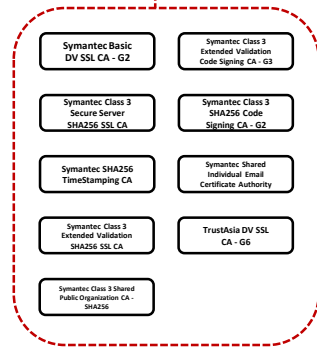 Symantec Basic
DV SSL CA - G2
Symantec Class 3
Extended Validation
Code Signing CA - G3
Symantec Class 3
Secure Server
SHA256 SSL CA
Symantec Class 3
SHA256 Code
Signing CA - G2
Symantec SHA256
TimeStamping CA
Symantec Shared
Individual Email
Certificate Authority
Symantec Class 3
Extended Validation
SHA256 SSL CA
TrustAsia DV SSL
CA - G6
Symantec Class 3 Shared
Public Organization CA -
SHA256